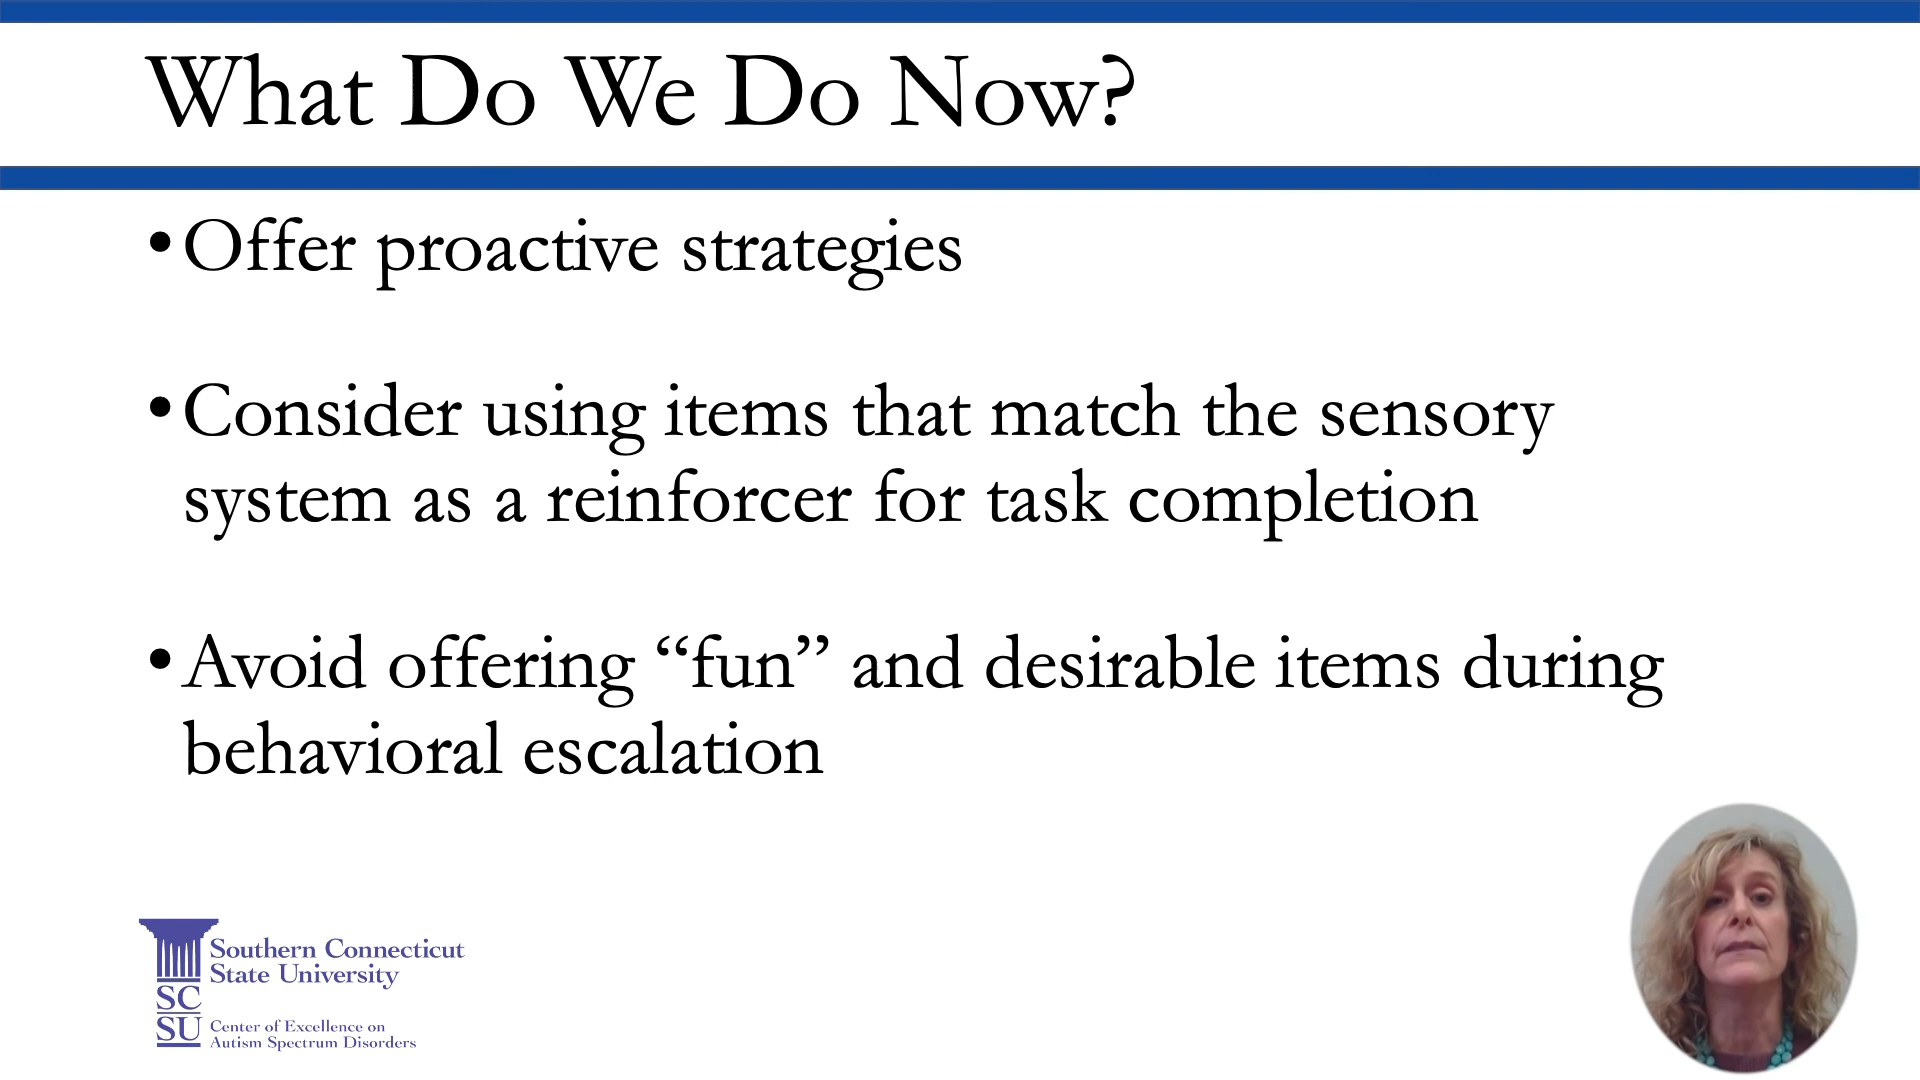 What Do We Do Now?
•Offer proactive strategies
•Consider using items that match the sensory
system as a reinforcer for task completion
•Avoid offering “fun” and desirable items during
behavioral escalation
Southern Connecticut
State University
SC
SU
Center of Excellence on
Autism Spectrum Disorders